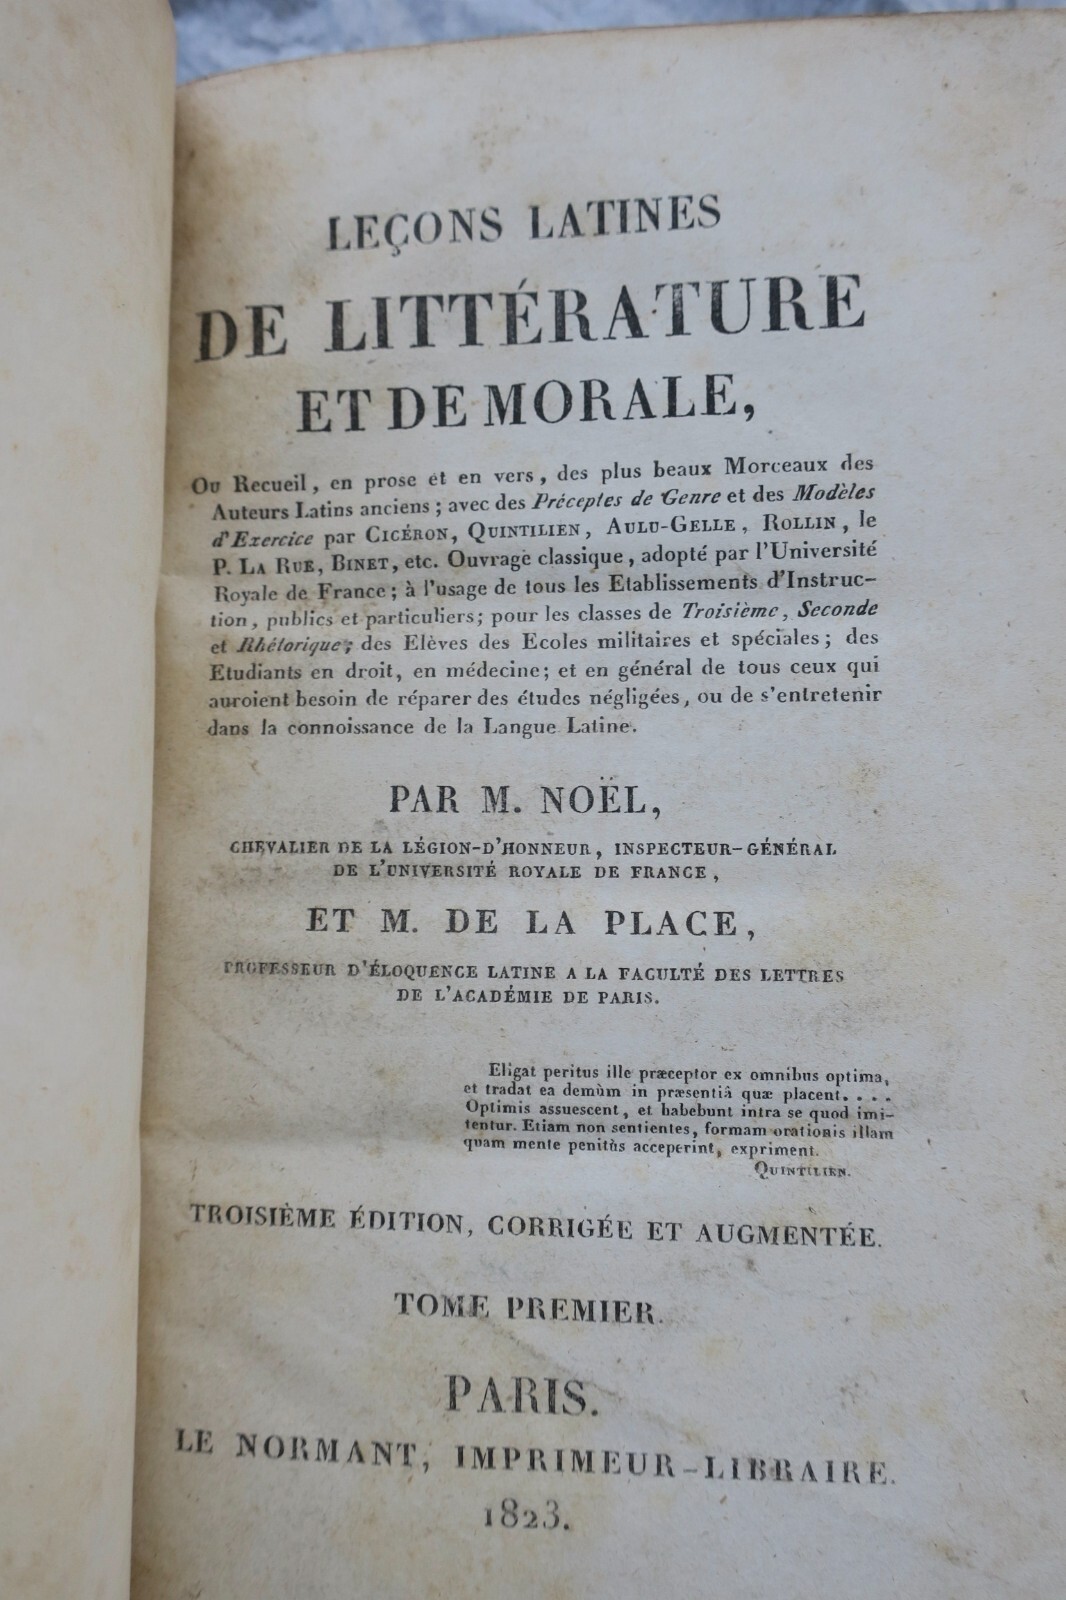 LEÇONS LATINES
DE LITTÉRATURE
ET DE MORALE,
Ou Recueil, en prose et en vers, des plus beaux Morceaux des
Auteurs Latins anciens ; avec des Préceptes de Genre et des Modèles
d'Exercice par CICÉRON, QUINTILIEN, AULU-GELLE, ROLLIN, le
P. LA RUE, BINET, etc. Ouvrage classique, adopté par l'Université
Royale de France ; à l'usage de tous les Etablissements d'Instruc-
tion, publics et particuliers ; pour les classes de Troisième, Seconde
et Rhétorique ; des Elèves des Ecoles militaires et spéciales ; des
Etudiants en droit, en médecine ; et en général de tous ceux qui
auroient besoin de réparer des études négligées, ou de s'entretenir
dans la connoissance de la Langue Latine.
PAR M. NOËL,
CHEVALIER DE LA LÉGION-D'HONNEUR, INSPECTEUR-GÉNÉRAL
DE L'UNIVERSITÉ ROYALE DE FRANCE,
ET M. DE LA PLACE,
PROFESSEUR D'ÉLOQUENCE LATINE A LA FACULTÉ DES LETTRES
DE L'ACADÉMIE DE PARIS.
Eligat peritus ille præceptor ex omnibus optima,
et tradat ea demùm in præsentiâ quæ placent....
Optimis assuescent, et habebunt intra se quod imi-
tentur. Etiam non sentientes, formam orationis illam
quam mente penitùs acceperint, expriment.
QUINTILIEN.
TROISIÈME ÉDITION, CORRIGÉE ET AUGMENTÉE.
TOME PREMIER.
PARIS.
LE NORMANT, IMPRIMEUR-LIBRAIRE.
1823.